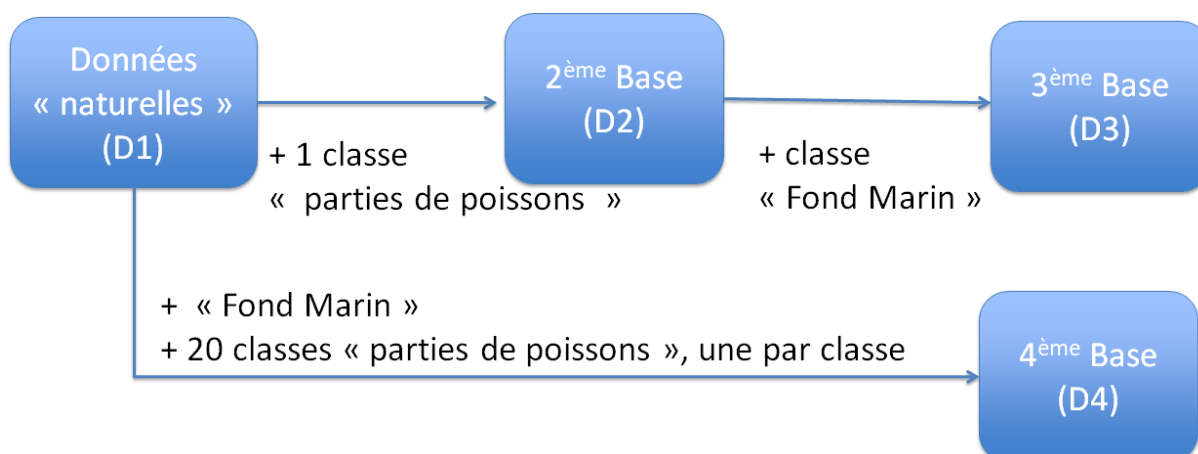 Données
« naturelles »
(D1)
2ème Base
(D2)
3ème Base
(D3)
+ 1 classe
« parties de poissons »
+ classe
« Fond Marin »
+ « Fond Marin »
+ 20 classes « parties de poissons », une par classe
4ème Base
(D4)